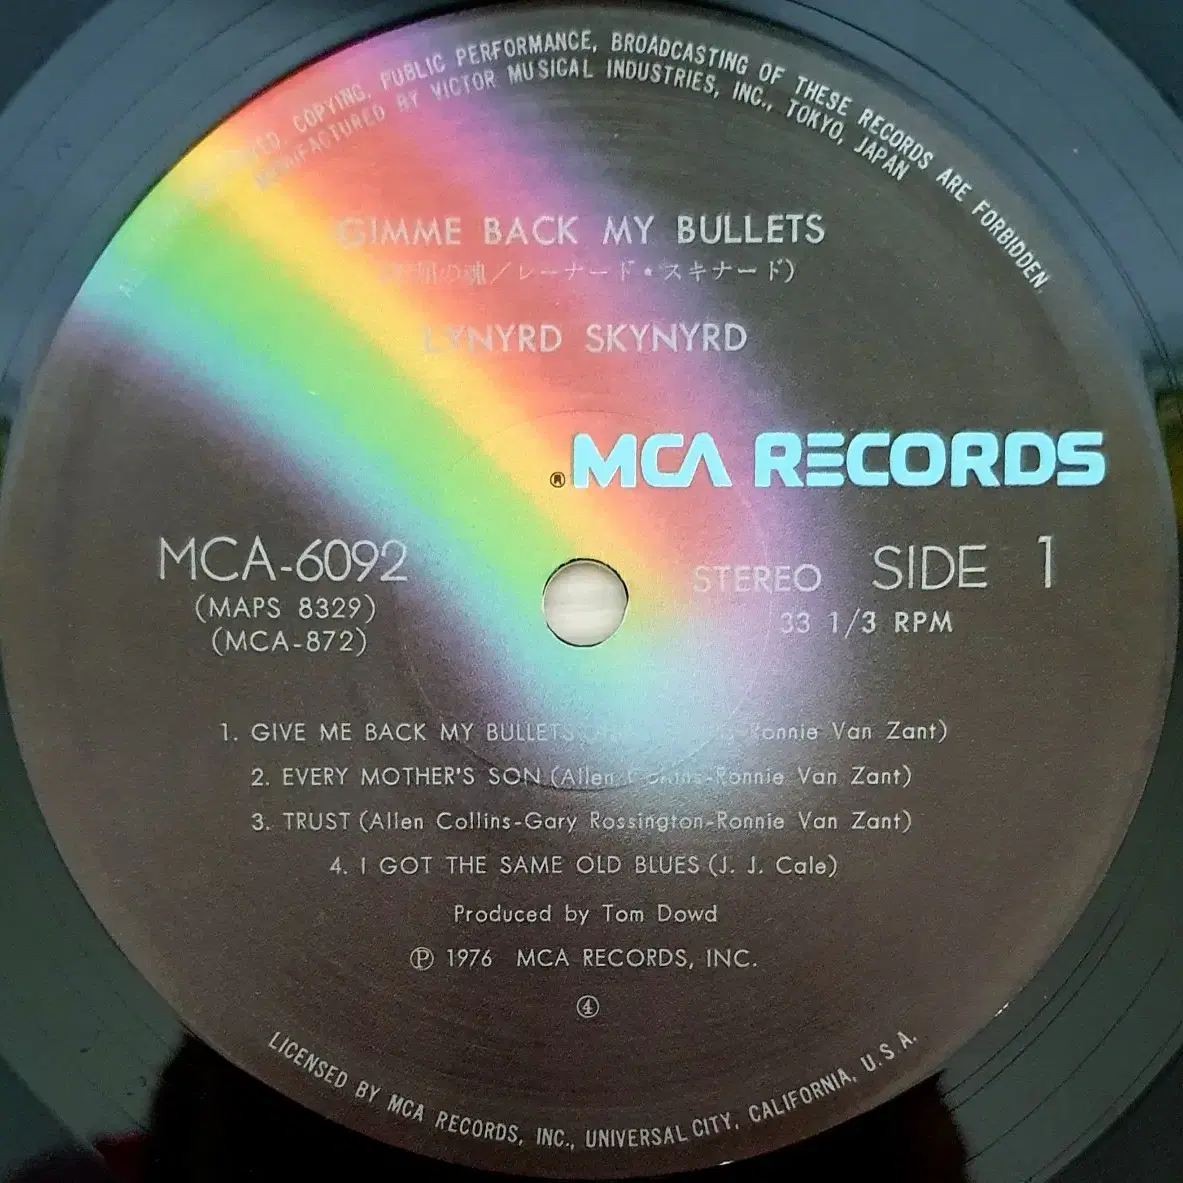 COPYING, PUBLIC PERFORMANCE, BROADCASTING OF THESE RECORDS ARE FORBIDDEN
MANUFACTURED BY VICTOR MUSICAL INDUSTRIES, INC., TOKYO, JAPAN
GIMME BACK MY BULLETS
屈の魂/レーナード・スキナード)
LYNYRD SKYNYRD
®MCA RECORDS
MCA-6092
(MAPS 8329)
(MCA-872)
STEREO SIDE 1
33 1/3 RPM
1. GIVE ME BACK MY BULLETS Ronnie Van Zant)
2. EVERY MOTHER'S SON (Allen Collins-Ronnie Van Zant)
3. TRUST (Allen Collins-Gary Rossington-Ronnie Van Zant)
4. I GOT THE SAME OLD BLUES (J. J. Cale)
Produced by Tom Dowd
℗ 1976 MCA RECORDS, INC.
④
LICENSED BY MCA RECORDS, INC., UNIVERSAL CITY, CALIFORNIA, U.S.A.